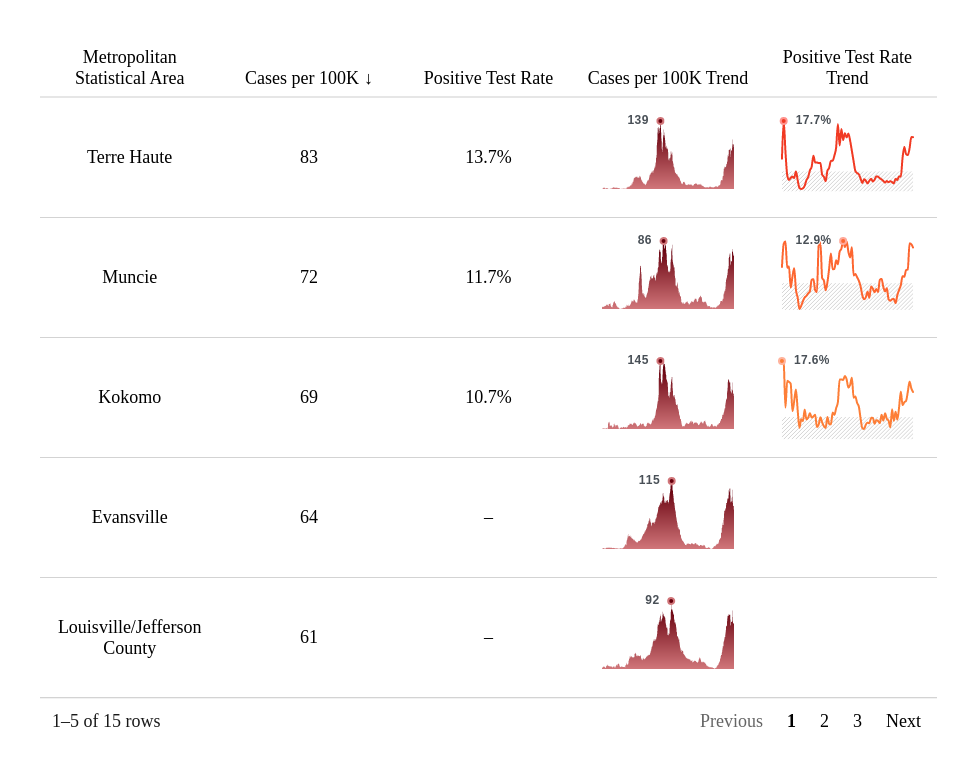 Metropolitan
Statistical Area
Cases per 100K ↓
Positive Test Rate
Cases per 100K Trend
Positive Test Rate
Trend
Terre Haute
83
13.7%
139
17.7%
Muncie
72
11.7%
86
12.9%
Kokomo
69
10.7%
145
17.6%
Evansville
64
–
115
Louisville/Jefferson
County
61
–
92
1–5 of 15 rows
Previous 1 2 3 Next